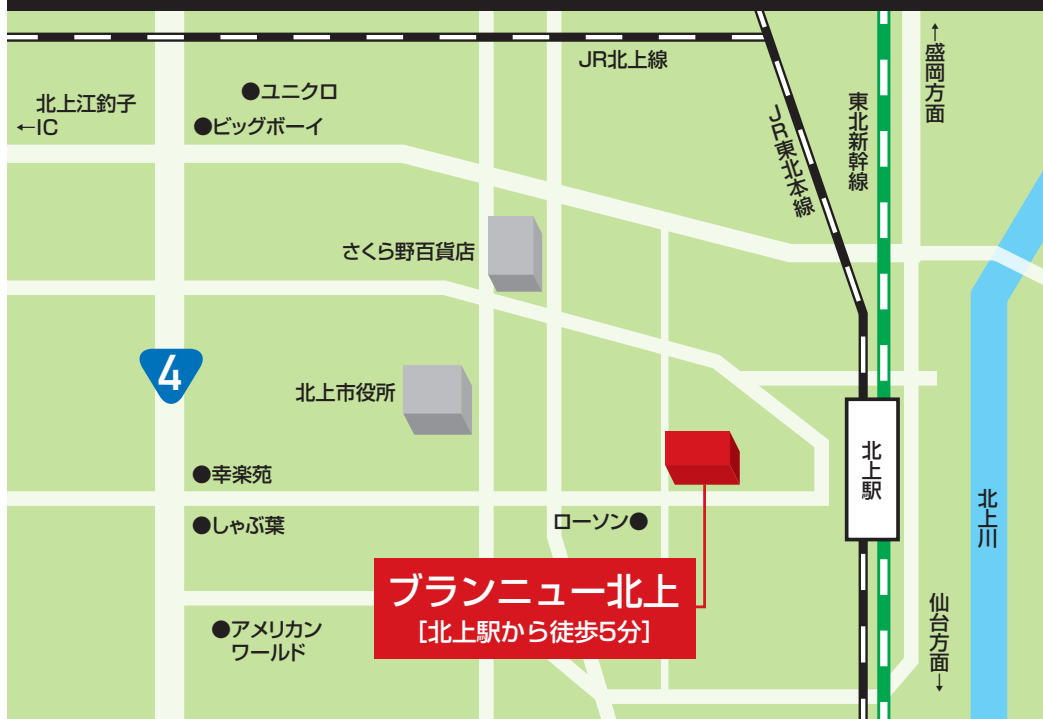 JR北上線
↑盛岡方面
北上江釣子
←IC
●ユニクロ
●ビッグボーイ
JR東北本線
東北新幹線
さくら野百貨店
4
北上市役所
北上駅
●幸楽苑
●しゃぶ葉
ローソン●
北上川
ブランニュー北上
[北上駅から徒歩5分]
●アメリカン
ワールド
仙台方面↓